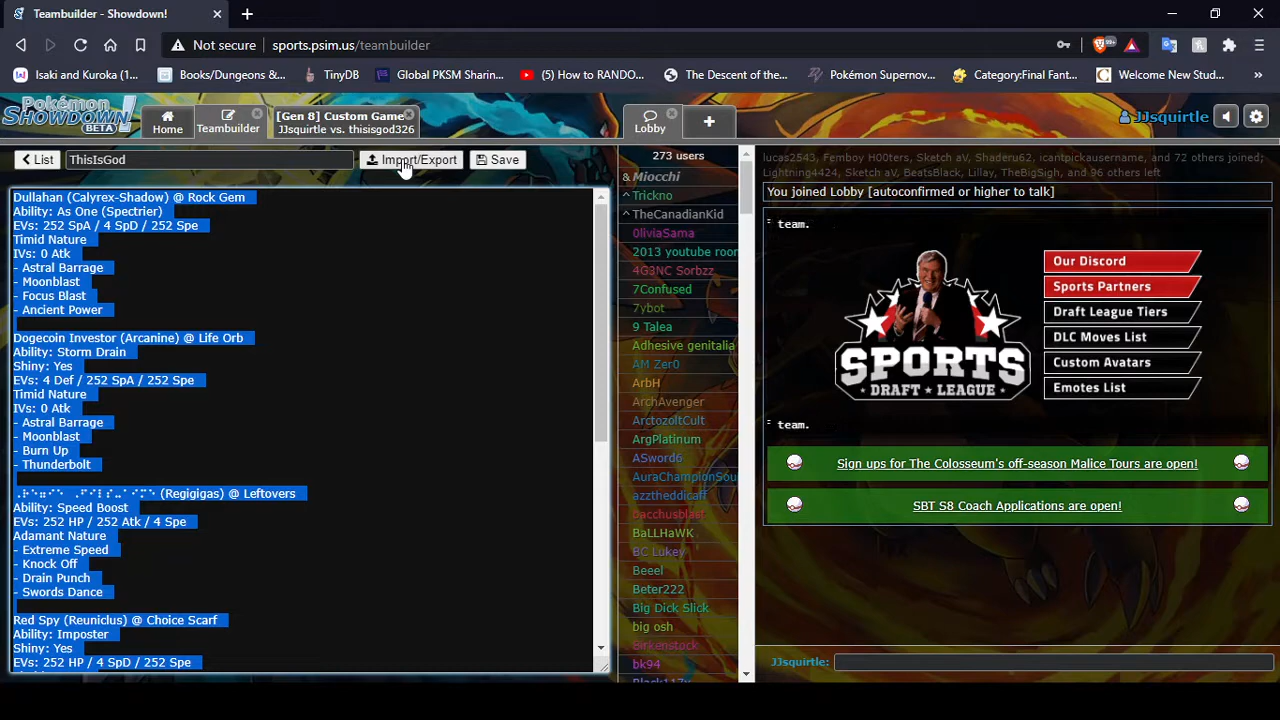 Teambuilder - Showdown!
Not secure
sports.psim.us/teambuilder
99+
Isaki and Kuroka (1...
Books/Dungeons &...
TinyDB
Global PKSM Sharin...
(5) How to RANDO...
The Descent of the...
Pokémon Supernov...
Category:Final Fant...
Welcome New Stud...
Pokémon
SHOWDOWN!
BETA
Home
Teambuilder
[Gen 8] Custom Game
JJsquirtle vs. thisisgod326
Lobby
JJsquirtle
List
ThisIsGod
Import/Export
Save
Dullahan (Calyrex-Shadow) @ Rock Gem
Ability: As One (Spectrier)
EVs: 252 SpA / 4 SpD / 252 Spe
Timid Nature
IVs: 0 Atk
- Astral Barrage
- Moonblast
- Focus Blast
- Ancient Power
Dogecoin Investor (Arcanine) @ Life Orb
Ability: Storm Drain
Shiny: Yes
EVs: 4 Def / 252 SpA / 252 Spe
Timid Nature
IVs: 0 Atk
- Astral Barrage
- Moonblast
- Burn Up
- Thunderbolt
(Regigigas) @ Leftovers
Ability: Speed Boost
EVs: 252 HP / 252 Atk / 4 Spe
Adamant Nature
- Extreme Speed
- Knock Off
- Drain Punch
- Swords Dance
Red Spy (Reuniclus) @ Choice Scarf
Ability: Imposter
Shiny: Yes
EVs: 252 HP / 4 SpD / 252 Spe
273 users
&Miocchi
^Trickno
^TheCanadianKid
0liviaSama
2013 youtube roor
4G3NC Sorbzz
7Confused
7ybot
9 Talea
Adhesive genitalia
AM Zer0
ArbH
ArchAvenger
ArctozoltCult
ArgPlatinum
ASword6
AuraChampionSou
azztheddicaff
bacchusblast
BaLLHaWK
BC Lukey
Beeel
Beter222
Big Dick Slick
big osh
Birkenstock
bk94
Black117x
lucas2543, Femboy H00ters, Sketch aV, Shaderu62, icantpickausername, and 72 others joined;
Lightning4424, Sketch aV, BeatsBlack, Lillay, TheBigSigh, and 96 others left
You joined Lobby [autoconfirmed or higher to talk]
team.
SPORTS
DRAFT ★ LEAGUE
Our Discord
Sports Partners
Draft League Tiers
DLC Moves List
Custom Avatars
Emotes List
team.
Sign ups for The Colosseum's off-season Malice Tours are open!
SBT S8 Coach Applications are open!
JJsquirtle: